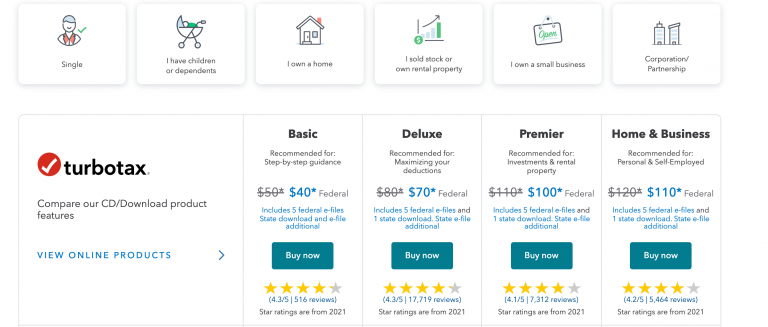 Single
I have children
or dependents
I own a home
I sold stock or
own rental property
Open
I own a small business
Corporation/
Partnership
turbotax.
Compare our CD/Download product
features
VIEW ONLINE PRODUCTS
Basic
Recommended for:
Step-by-step guidance
$50* $40* Federal
Includes 5 federal e-files
State download and e-file
additional
Buy now
(4.3/5 | 516 reviews)
Star ratings are from 2021
Deluxe
Recommended for:
Maximizing your
deductions
$80* $70* Federal
Includes 5 federal e-files and
1 state download. State e-file
additional
Buy now
(4.3/5 | 17,719 reviews)
Star ratings are from 2021
Premier
Recommended for:
Investments & rental
property
$110* $100* Federal
Includes 5 federal e-files and
1 state download. State e-file
additional
Buy now
(4.1/5 | 7,312 reviews)
Star ratings are from 2021
Home & Business
Recommended for:
Personal & Self-Employed
$120* $110* Federal
Includes 5 federal e-files and
1 state download. State e-file
additional
Buy now
(4.2/5 | 5,464 reviews)
Star ratings are from 2021